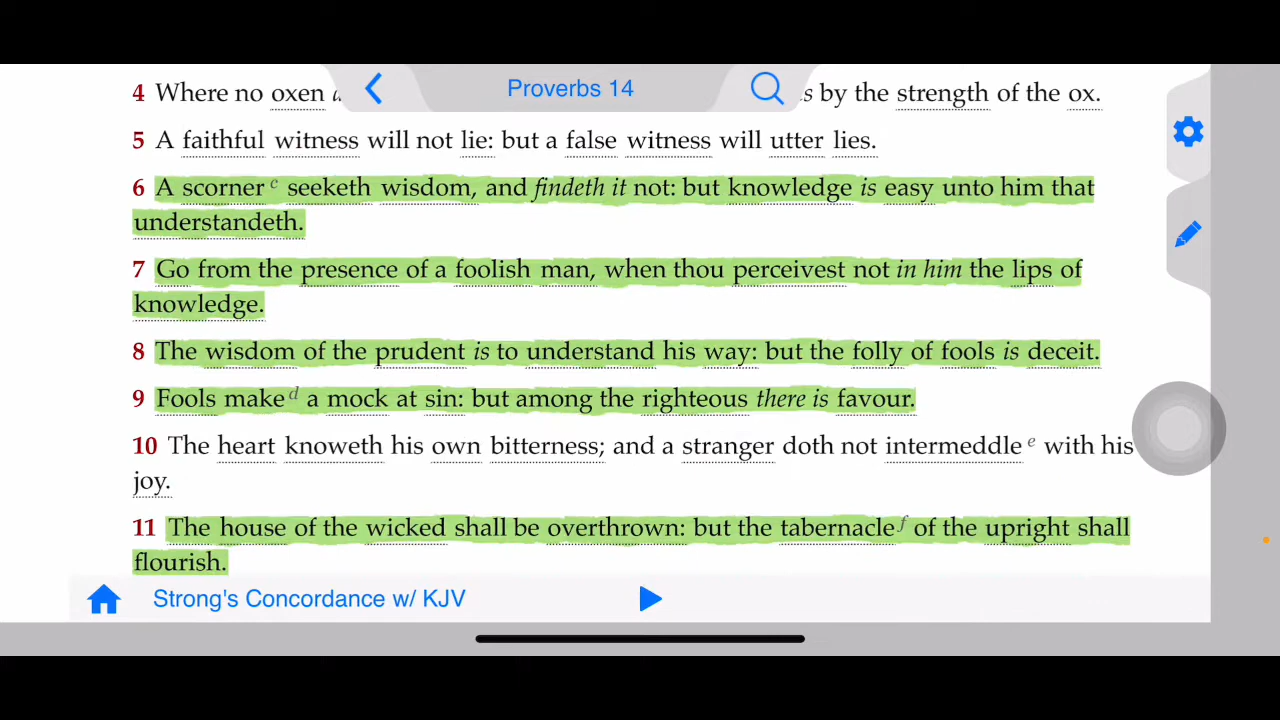 Proverbs 14
4 Where no oxen by the strength of the ox.
5 A faithful witness will not lie: but a false witness will utter lies.
6 A scorner c seeketh wisdom, and findeth it not: but knowledge is easy unto him that
understandeth.
7 Go from the presence of a foolish man, when thou perceivest not in him the lips of
knowledge.
8 The wisdom of the prudent is to understand his way: but the folly of fools is deceit.
9 Fools make d a mock at sin: but among the righteous there is favour.
10 The heart knoweth his own bitterness; and a stranger doth not intermeddle e with his
joy.
11 The house of the wicked shall be overthrown: but the tabernacle f of the upright shall
flourish.
Strong's Concordance w/ KJV